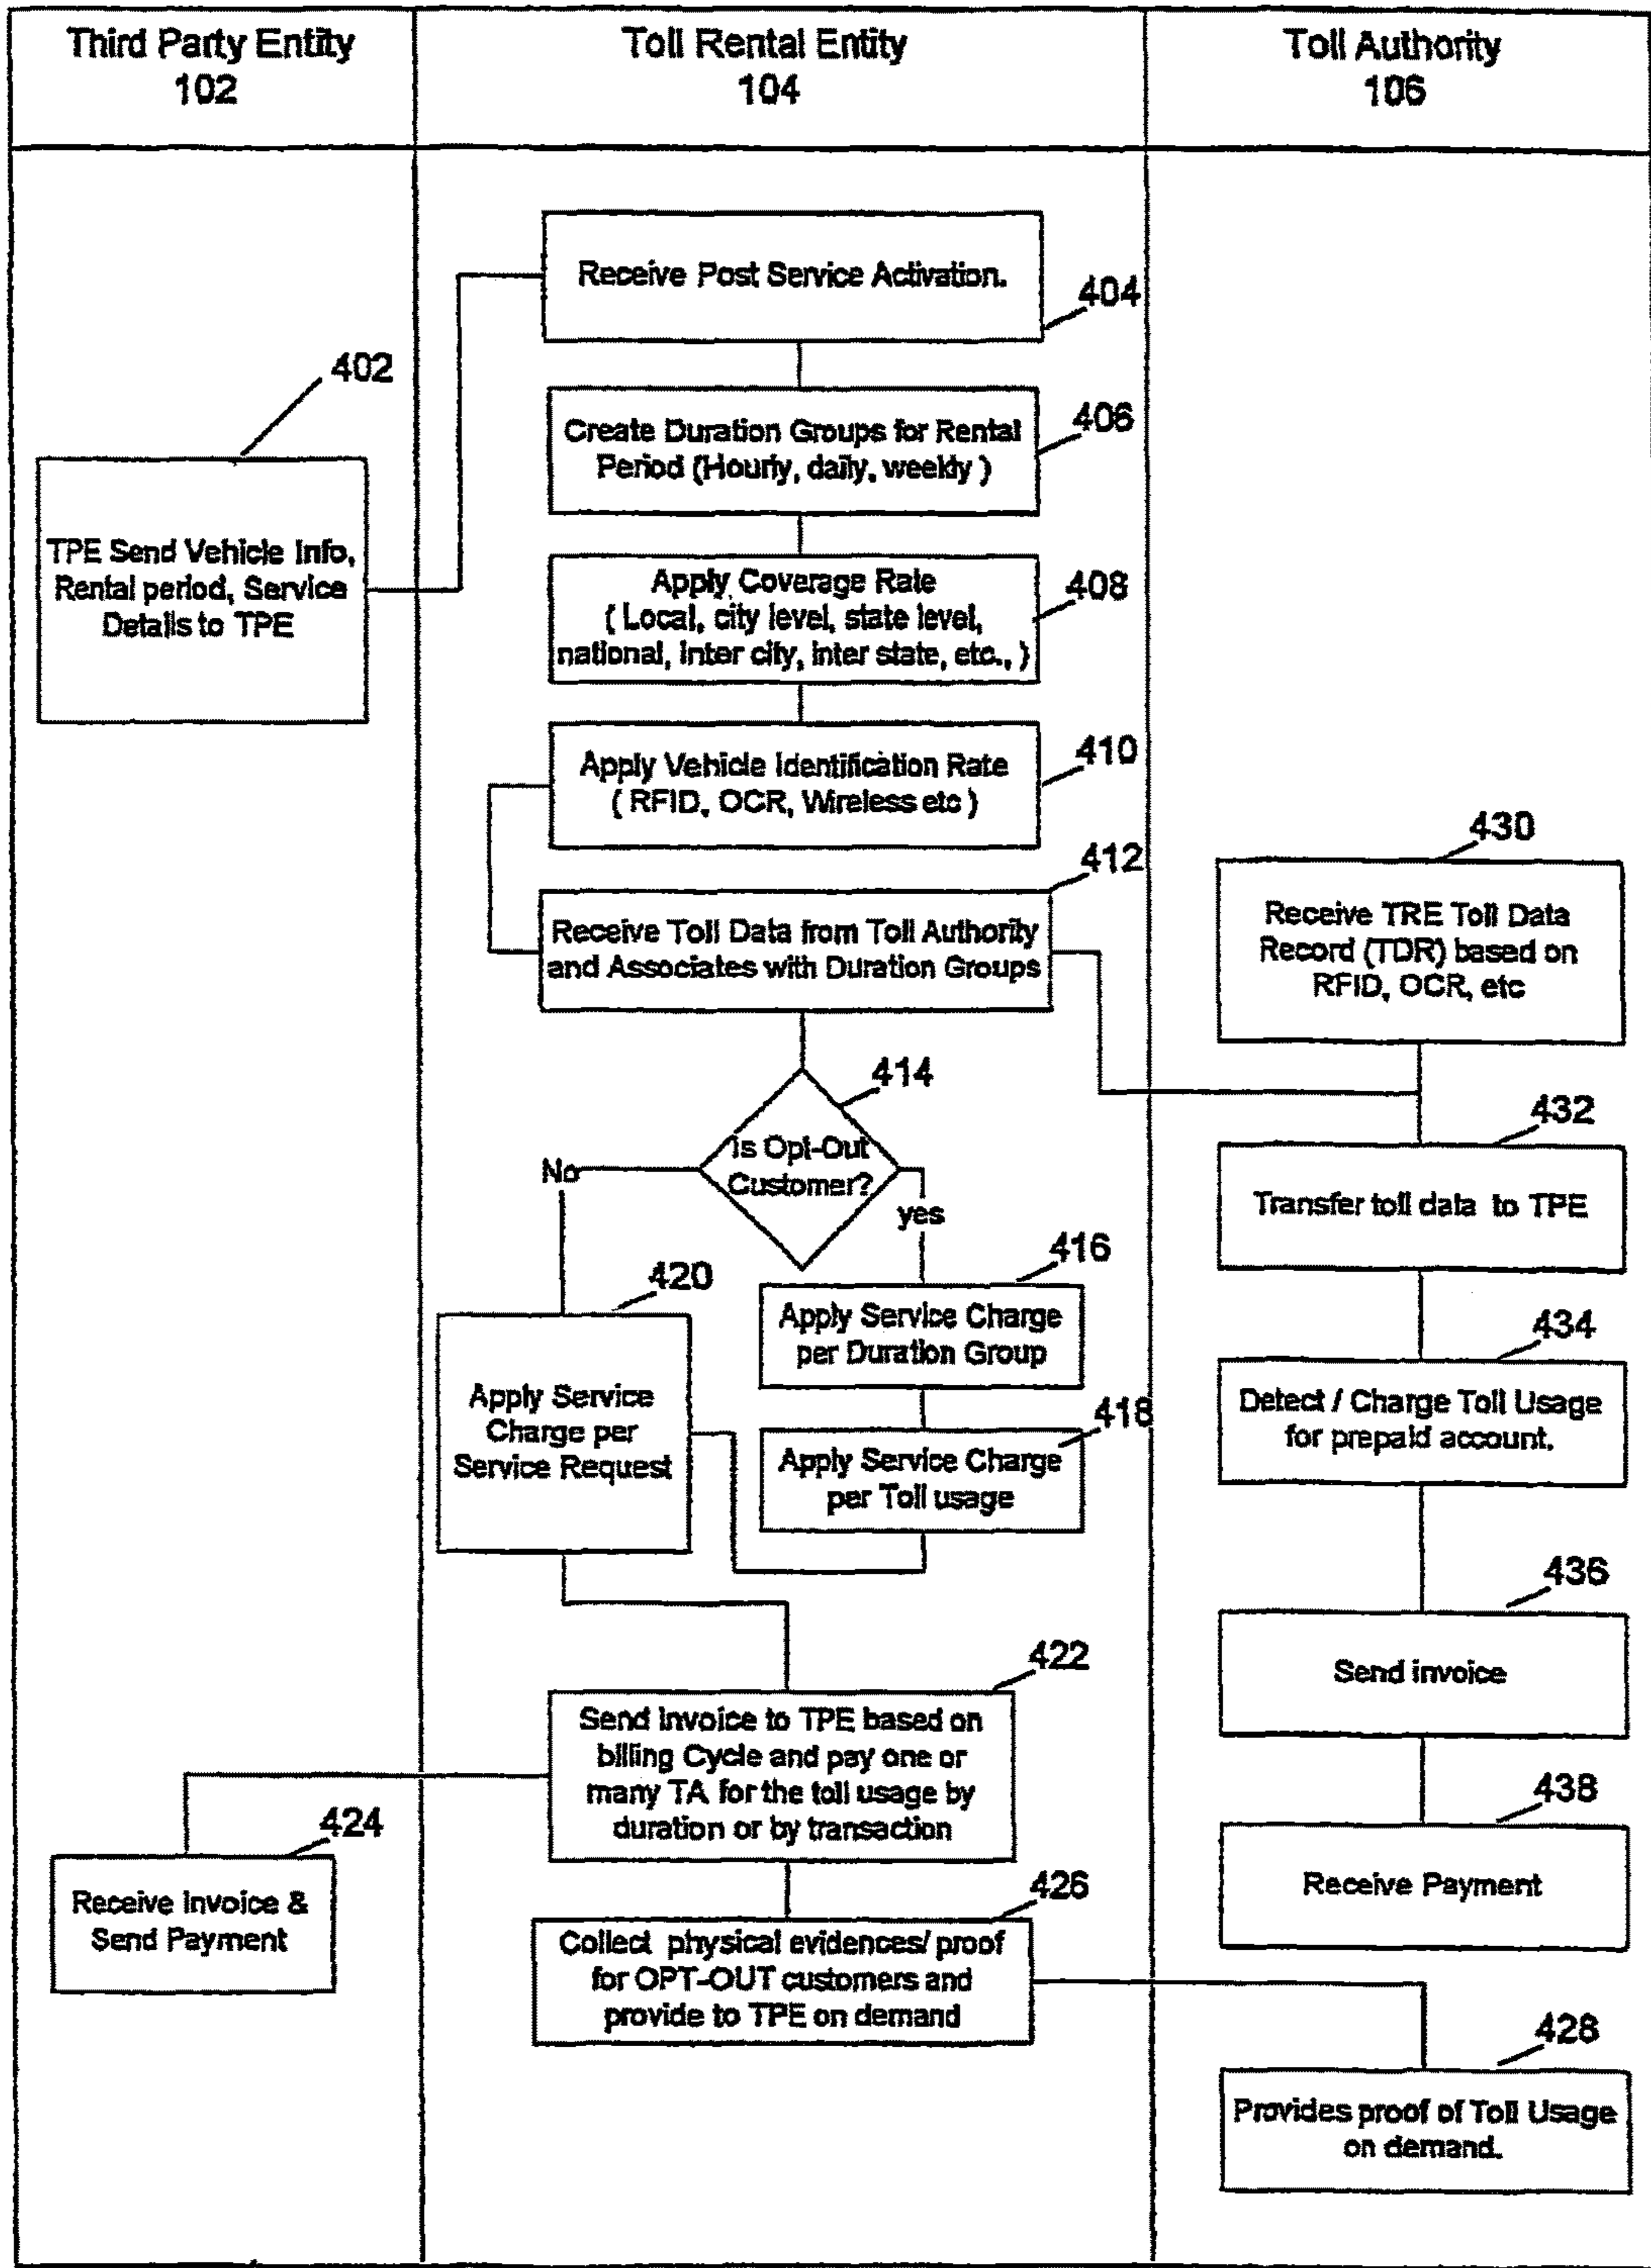 Third Party Entity
102
Toll Rental Entity
104
Toll Authority
106
Receive Post Service Activation.
404
402
TPE Send Vehicle Info,
Rental period, Service
Details to TPE
Create Duration Groups for Rental
Period (Hourly, daily, weekly )
406
Apply Coverage Rate
( Local, city level, state level,
national, inter city, inter state, etc., )
408
Apply Vehicle Identification Rate
( RFID, OCR, Wireless etc )
410
412
Receive Toll Data from Toll Authority
and Associates with Duration Groups
430
Receive TRE Toll Data
Record (TDR) based on
RFID, OCR, etc
414
Is Opt-Out
Customer?
No
yes
432
Transfer toll data to TPE
416
Apply Service Charge
per Duration Group
420
Apply Service
Charge per
Service Request
418
Apply Service Charge
per Toll usage
434
Detect / Charge Toll Usage
for prepaid account.
436
Send invoice
422
Send Invoice to TPE based on
billing Cycle and pay one or
many TA for the toll usage by
duration or by transaction
424
Receive Invoice &
Send Payment
438
Receive Payment
426
Collect physical evidences/ proof
for OPT-OUT customers and
provide to TPE on demand
428
Provides proof of Toll Usage
on demand.